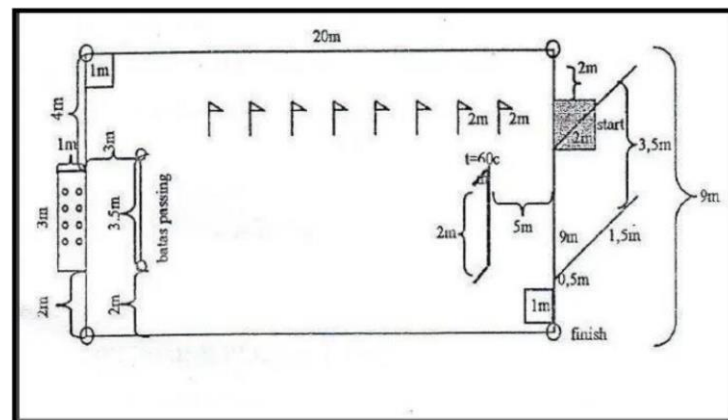 20m
1m
2m
4m
2m
2m
2m
start
3,5m
1m
3m
t=60c
9m
3m
3,5m
batas passing
2m
5m
9m
1,5m
0,5m
2m
2m
1m
finish